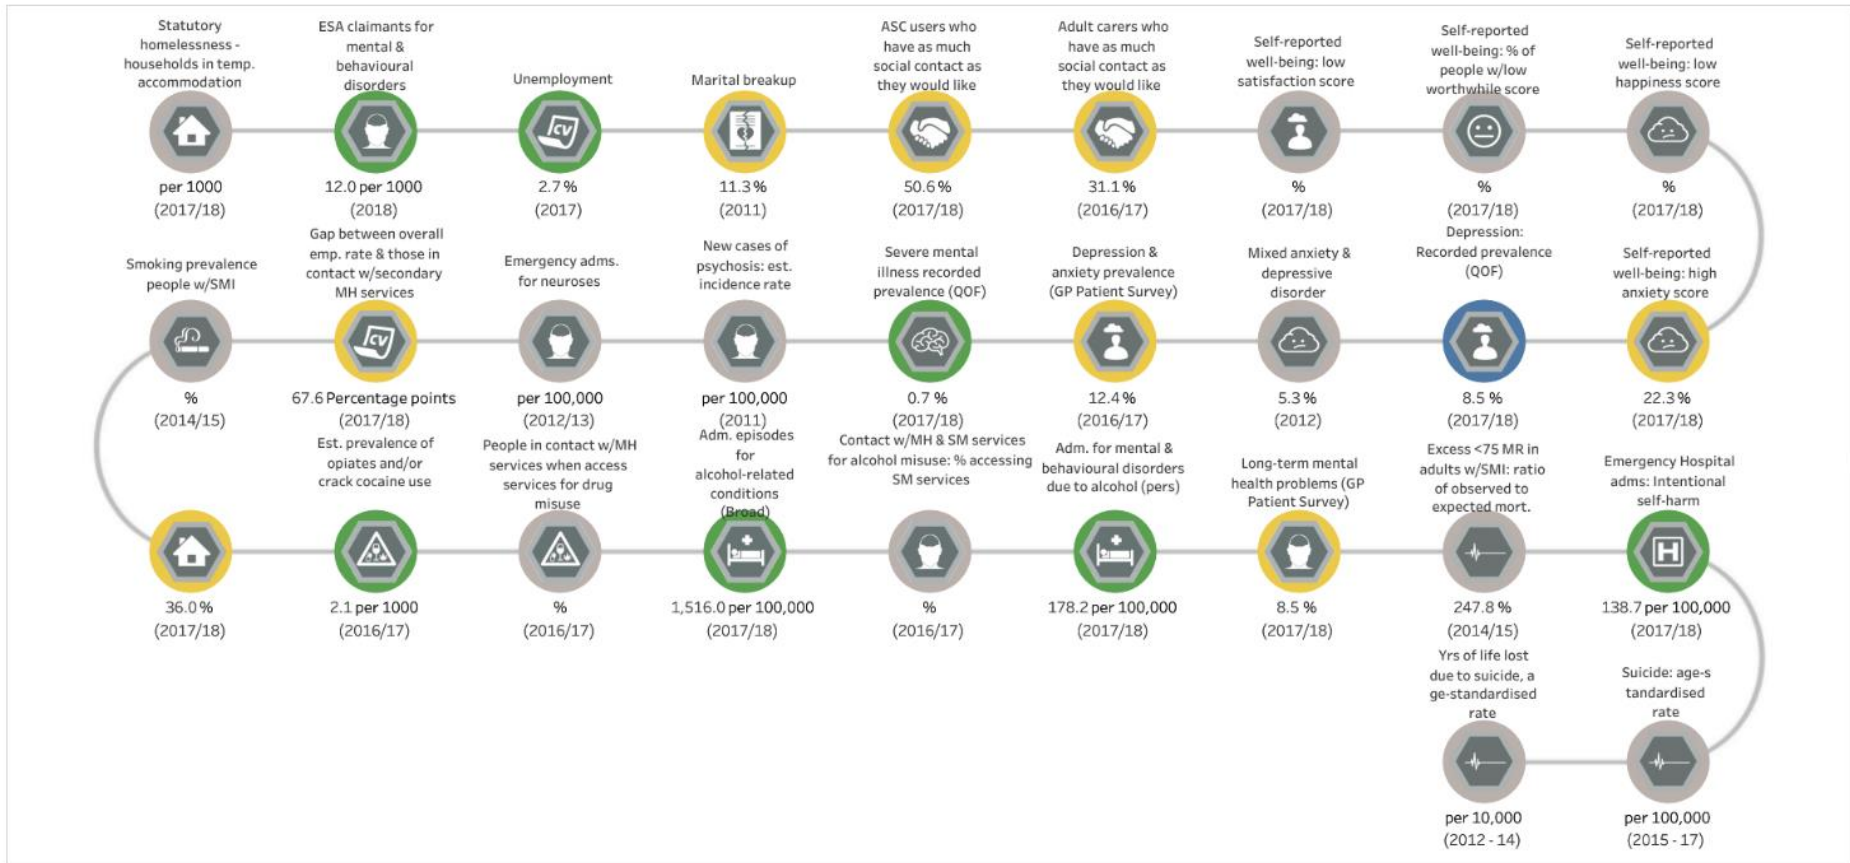 Statutory
homelessness -
households in temp.
accommodation
per 1000
(2017/18)
ESA claimants for
mental &
behavioural
disorders
12.0 per 1000
(2018)
Unemployment
CV
2.7 %
(2017)
Marital breakup
11.3 %
(2011)
ASC users who
have as much
social contact as
they would like
50.6 %
(2017/18)
Adult carers who
have as much
social contact as
they would like
31.1 %
(2016/17)
Self-reported
well-being: low
satisfaction score
%
(2017/18)
Self-reported
well-being: % of
people w/low
worthwhile score
%
(2017/18)
Self-reported
well-being: low
happiness score
%
(2017/18)
Smoking prevalence
people w/SMI
%
(2014/15)
Gap between overall
emp. rate & those in
contact w/secondary
MH services
CV
67.6 Percentage points
(2017/18)
Emergency adms.
for neuroses
per 100,000
(2012/13)
New cases of
psychosis: est.
incidence rate
per 100,000
(2011)
Severe mental
illness recorded
prevalence (QOF)
0.7 %
(2017/18)
Depression &
anxiety prevalence
(GP Patient Survey)
12.4 %
(2016/17)
Mixed anxiety &
depressive
disorder
5.3 %
(2012)
Depression:
Recorded prevalence
(QOF)
8.5 %
(2017/18)
Self-reported
well-being: high
anxiety score
22.3 %
(2017/18)
36.0 %
(2017/18)
Est. prevalence of
opiates and/or
crack cocaine use
2.1 per 1000
(2016/17)
People in contact w/MH
services when access
services for drug
misuse
%
(2016/17)
Adm. episodes
for
alcohol-related
conditions
(Broad)
1,516.0 per 100,000
(2017/18)
Contact w/MH & SM services
for alcohol misuse: % accessing
SM services
%
(2016/17)
Adm. for mental &
behavioural disorders
due to alcohol (pers)
178.2 per 100,000
(2017/18)
Long-term mental
health problems (GP
Patient Survey)
8.5 %
(2017/18)
Excess <75 MR in
adults w/SMI: ratio
of observed to
expected mort.
247.8 %
(2014/15)
Emergency Hospital
adms: Intentional
self-harm
H
138.7 per 100,000
(2017/18)
Yrs of life lost
due to suicide, a
ge-standardised
rate
per 10,000
(2012 - 14)
Suicide: age-s
tandardised
rate
per 100,000
(2015 - 17)